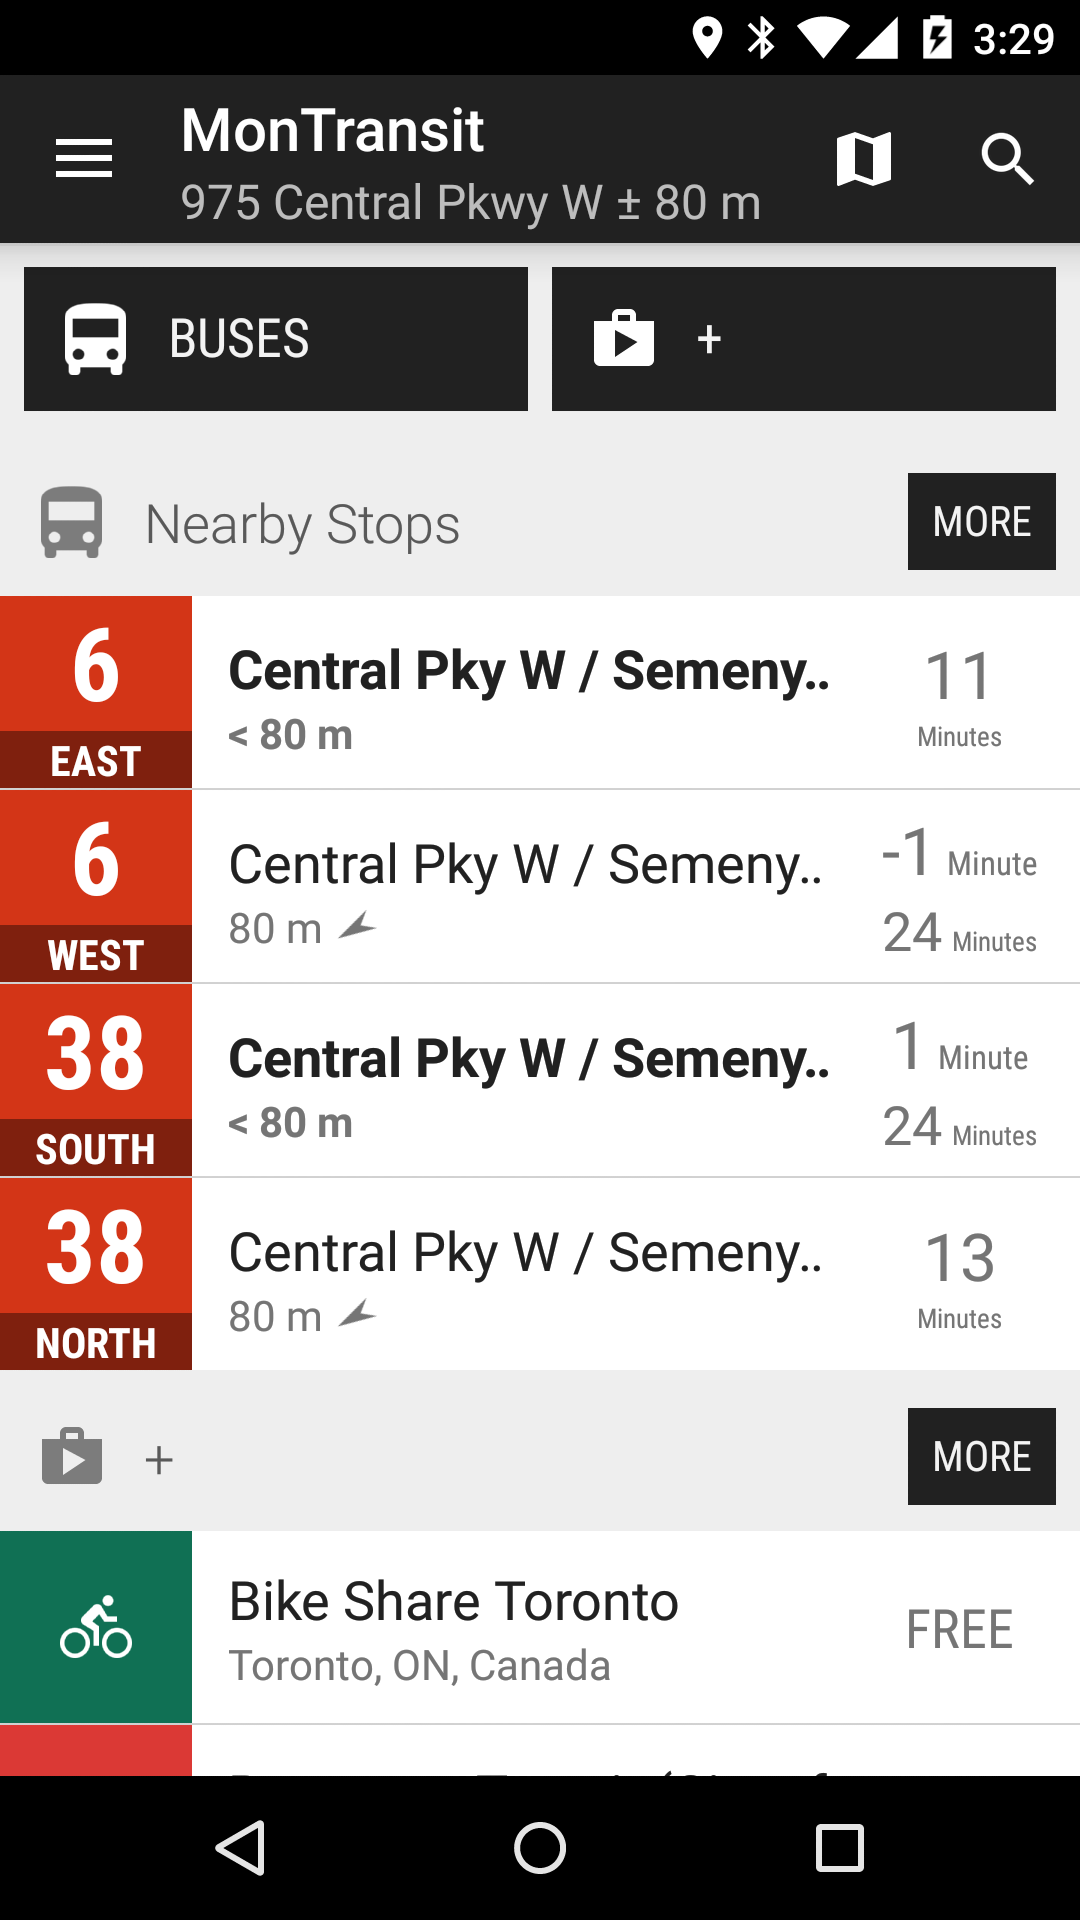 3:29
MonTransit
975 Central Pkwy W ± 80 m
BUSES
+
Nearby Stops
MORE
6
EAST
Central Pky W / Semeny..
< 80 m
11
Minutes
6
WEST
Central Pky W / Semeny..
80 m
-1 Minute
24 Minutes
38
SOUTH
Central Pky W / Semeny..
< 80 m
1 Minute
24 Minutes
38
NORTH
Central Pky W / Semeny..
80 m
13
Minutes
+
MORE
Bike Share Toronto
Toronto, ON, Canada
FREE